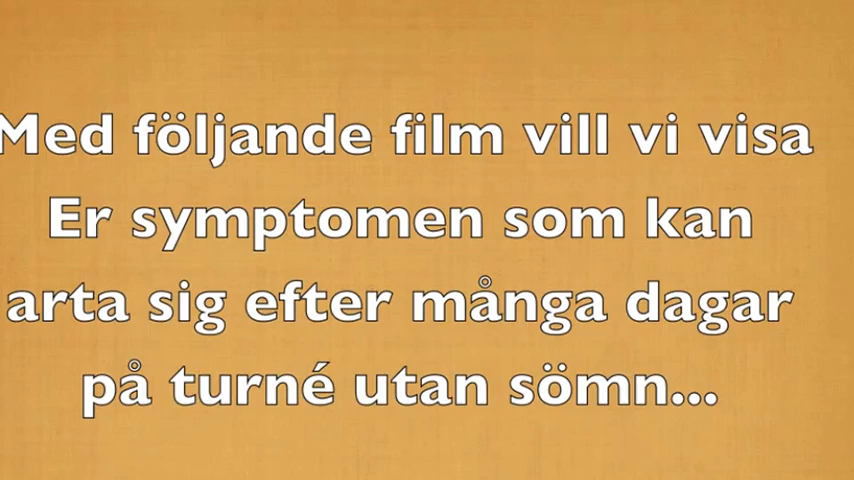 Med följande film vill vi visa
Er symptomen som kan
arta sig efter många dagar
på turné utan sömn...